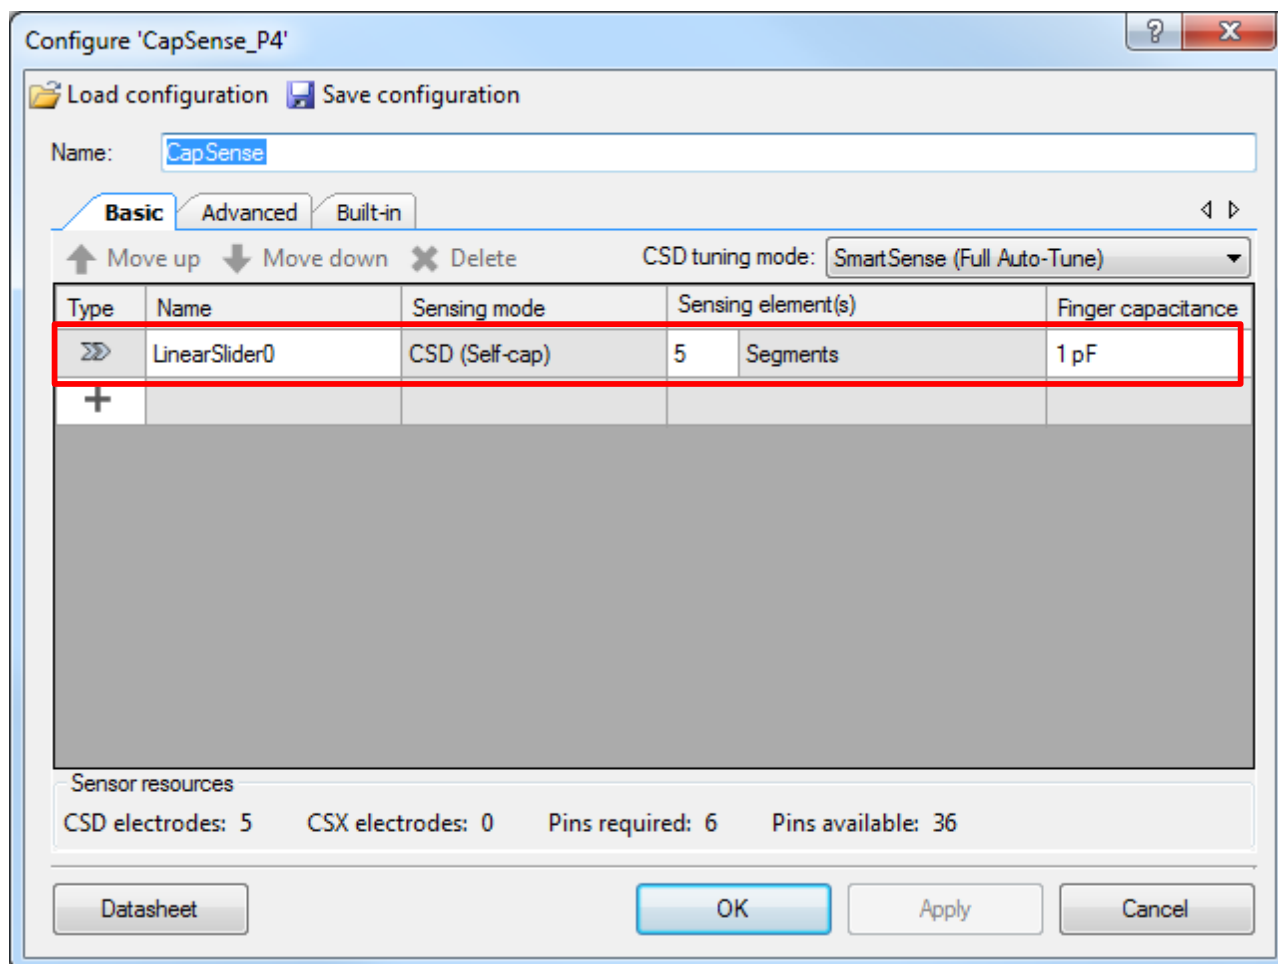 Configure 'CapSense_P4'
Load configuration Save configuration
Name: CapSense
Basic Advanced Built-in
Move up Move down Delete CSD tuning mode: SmartSense (Full Auto-Tune)
Type Name Sensing mode Sensing element(s) Finger capacitance
LinearSlider0 CSD (Self-cap) 5 Segments 1 pF
Sensor resources
CSD electrodes: 5 CSX electrodes: 0 Pins required: 6 Pins available: 36
Datasheet OK Apply Cancel